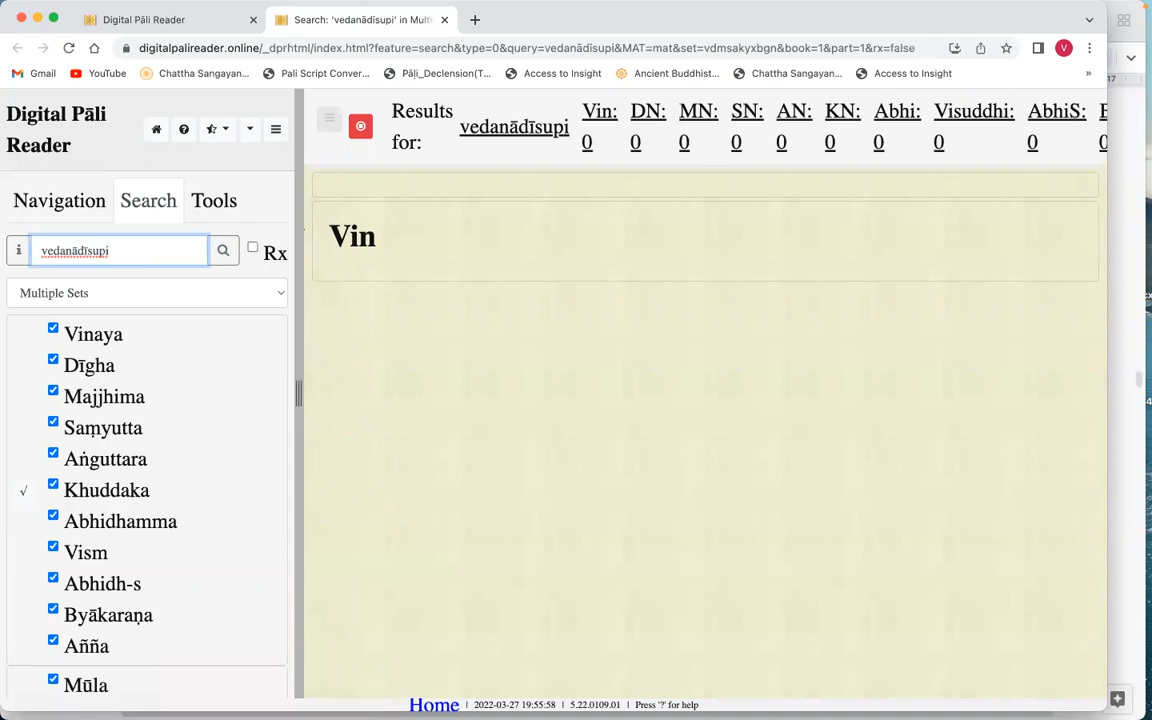 Digital Pāli Reader
Search: 'vedanādīsupi' in Mult
digitalpalireader.online/_dprhtml/index.html?feature=search&type=0&query=vedanādīsupi&MAT=mat&set=vdmsakyxbgn&book=1&part=1&rx=false
Gmail YouTube Chattha Sangayan... Pali Script Conver... Pāḷi_Declension(T... Access to Insight Ancient Buddhist... Chattha Sangayan... Access to Insight »
17
Digital Pāli
Reader
Navigation Search Tools
vedanādīsupi
Rx
Multiple Sets
Vinaya
Dīgha
Majjhima
Saṃyutta
Aṅguttara
√ Khuddaka
Abhidhamma
Vism
Abhidh-s
Byākaraṇa
Añña
Mūla
Results for: vedanādīsupi
Vin: 0 DN: 0 MN: 0 SN: 0 AN: 0 KN: 0 Abhi: 0 Visuddhi: 0 AbhiS: 0
Vin
Home | 2022-03-27 19:55:58 | 5.22.0109.01 | Press '?' for help